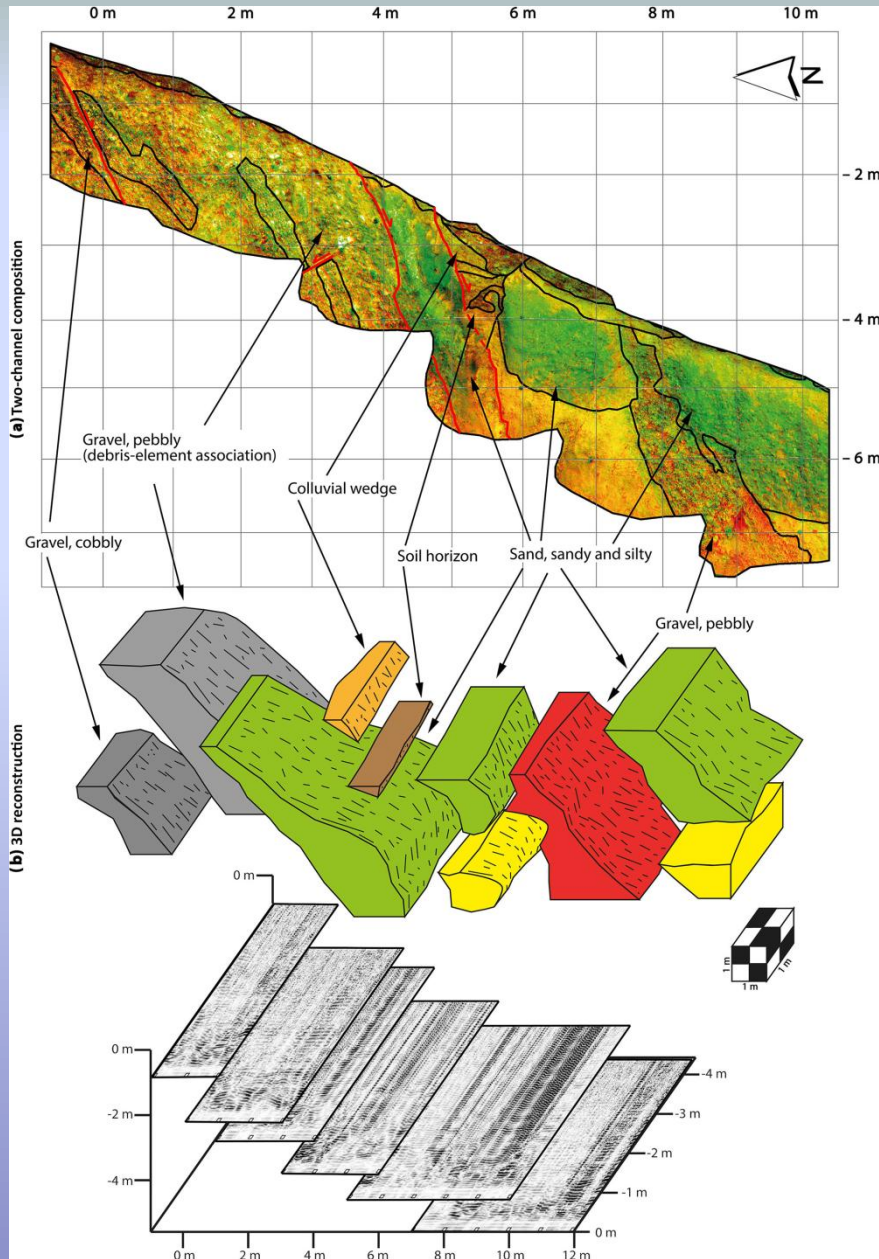 0 m 2 m 4 m 6 m 8 m 10 m
N
- 2 m
- 4 m
- 6 m
(a) Two-channel composition
Gravel, pebbly
(debris-element association)
Colluvial wedge
Gravel, cobbly
Soil horizon
Sand, sandy and silty
Gravel, pebbly
(b) 3D reconstruction
0 m
1 m
1 m
1 m
0 m
-2 m
-4 m
-4 m
-3 m
-2 m
-1 m
0 m
0 m 2 m 4 m 6 m 8 m 10 m 12 m